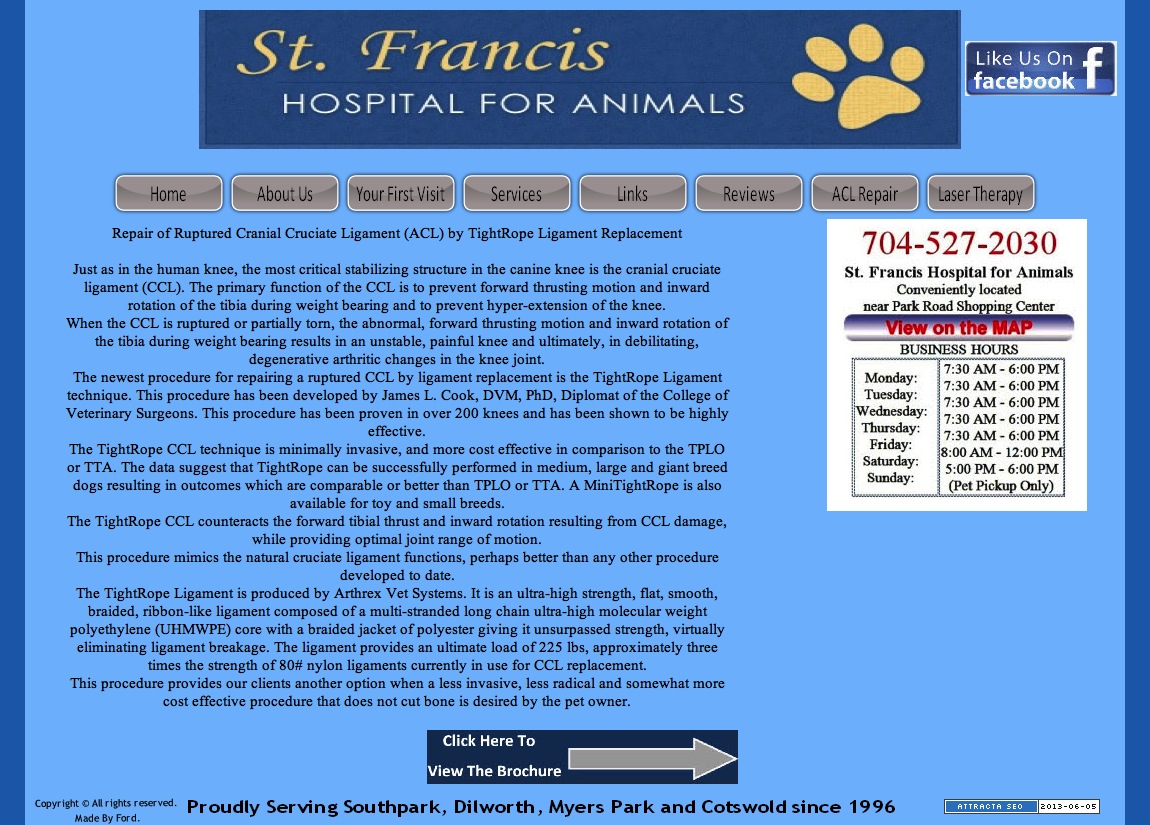 St. Francis
HOSPITAL FOR ANIMALS
Like Us On
facebook f
Home
About Us
Your First Visit
Services
Links
Reviews
ACL Repair
Laser Therapy
Repair of Ruptured Cranial Cruciate Ligament (ACL) by TightRope Ligament Replacement
Just as in the human knee, the most critical stabilizing structure in the canine knee is the cranial cruciate
ligament (CCL). The primary function of the CCL is to prevent forward thrusting motion and inward
rotation of the tibia during weight bearing and to prevent hyper-extension of the knee.
When the CCL is ruptured or partially torn, the abnormal, forward thrusting motion and inward rotation of
the tibia during weight bearing results in an unstable, painful knee and ultimately, in debilitating,
degenerative arthritic changes in the knee joint.
The newest procedure for repairing a ruptured CCL by ligament replacement is the TightRope Ligament
technique. This procedure has been developed by James L. Cook, DVM, PhD, Diplomat of the College of
Veterinary Surgeons. This procedure has been proven in over 200 knees and has been shown to be highly
effective.
The TightRope CCL technique is minimally invasive, and more cost effective in comparison to the TPLO
or TTA. The data suggest that TightRope can be successfully performed in medium, large and giant breed
dogs resulting in outcomes which are comparable or better than TPLO or TTA. A MiniTightRope is also
available for toy and small breeds.
The TightRope CCL counteracts the forward tibial thrust and inward rotation resulting from CCL damage,
while providing optimal joint range of motion.
This procedure mimics the natural cruciate ligament functions, perhaps better than any other procedure
developed to date.
The TightRope Ligament is produced by Arthrex Vet Systems. It is an ultra-high strength, flat, smooth,
braided, ribbon-like ligament composed of a multi-stranded long chain ultra-high molecular weight
polyethylene (UHMWPE) core with a braided jacket of polyester giving it unsurpassed strength, virtually
eliminating ligament breakage. The ligament provides an ultimate load of 225 lbs, approximately three
times the strength of 80# nylon ligaments currently in use for CCL replacement.
This procedure provides our clients another option when a less invasive, less radical and somewhat more
cost effective procedure that does not cut bone is desired by the pet owner.
704-527-2030
St. Francis Hospital for Animals
Conveniently located
near Park Road Shopping Center
View on the MAP
BUSINESS HOURS
Monday: 7:30 AM - 6:00 PM
Tuesday: 7:30 AM - 6:00 PM
Wednesday: 7:30 AM - 6:00 PM
Thursday: 7:30 AM - 6:00 PM
Friday: 7:30 AM - 6:00 PM
Saturday: 8:00 AM - 12:00 PM
Sunday: 5:00 PM - 6:00 PM
(Pet Pickup Only)
Click Here To
View The Brochure
Copyright © All rights reserved.
Made By Ford.
Proudly Serving Southpark, Dilworth, Myers Park and Cotswold since 1996
ATTRACTA SEO 2013-06-05